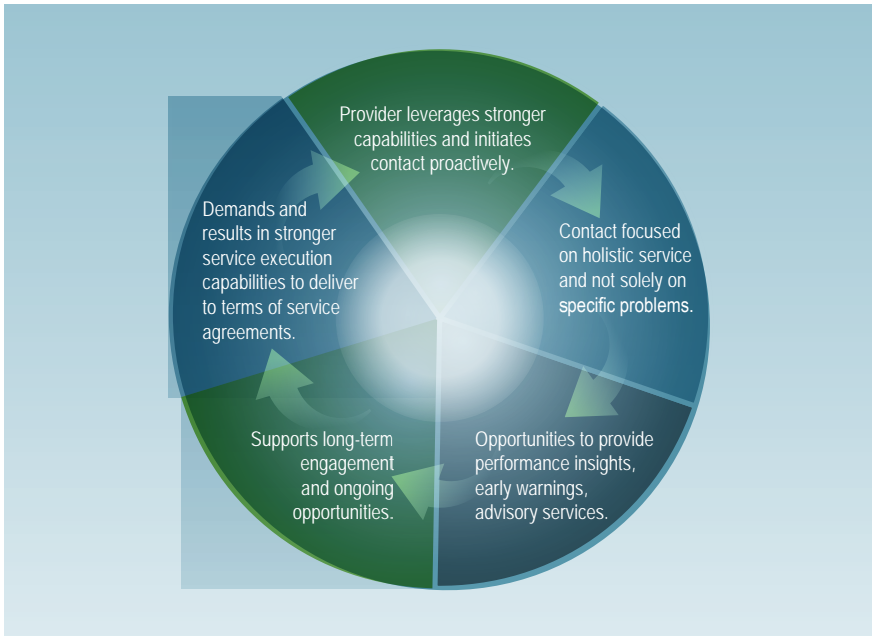 Provider leverages stronger
capabilities and initiates
contact proactively.
Contact focused
on holistic service
and not solely on
specific problems.
Opportunities to provide
performance insights,
early warnings,
advisory services.
Supports long-term
engagement
and ongoing
opportunities.
Demands and
results in stronger
service execution
capabilities to deliver
to terms of service
agreements.